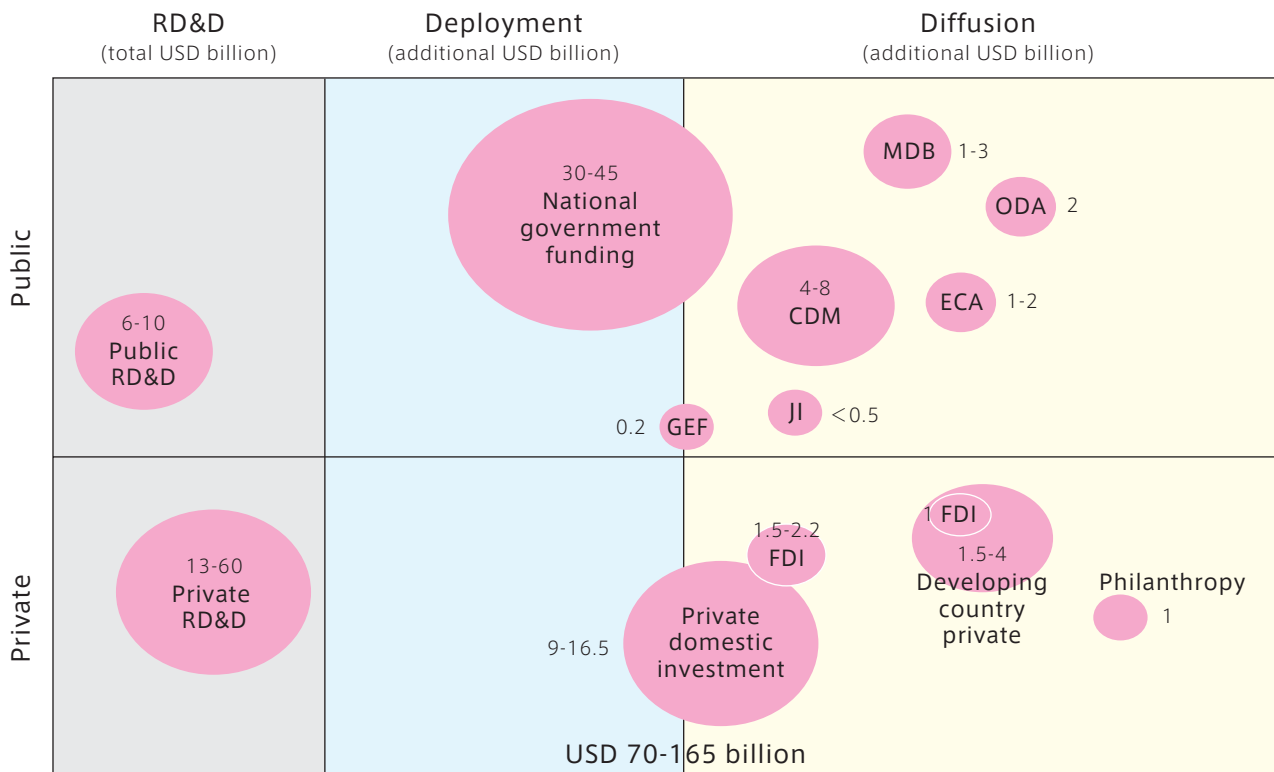 RD&D
(total USD billion)
Deployment
(additional USD billion)
Diffusion
(additional USD billion)
Public
30-45
National
government
funding
MDB 1-3
ODA 2
4-8
CDM
ECA 1-2
6-10
Public
RD&D
0.2 GEF
JI <0.5
Private
13-60
Private
RD&D
1.5-2.2
FDI
9-16.5
Private
domestic
investment
1 FDI
1.5-4
Developing
country
private
Philanthropy
1
USD 70-165 billion